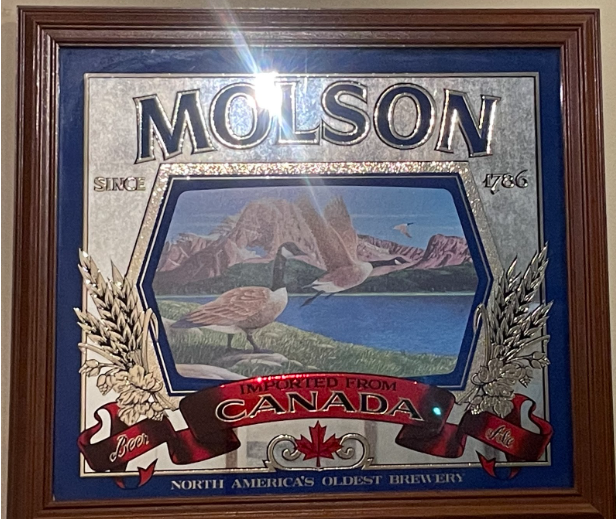 MOLSON
SINCE 1786
IMPORTED FROM
CANADA
Beer Ale
NORTH AMERICA'S OLDEST BREWERY